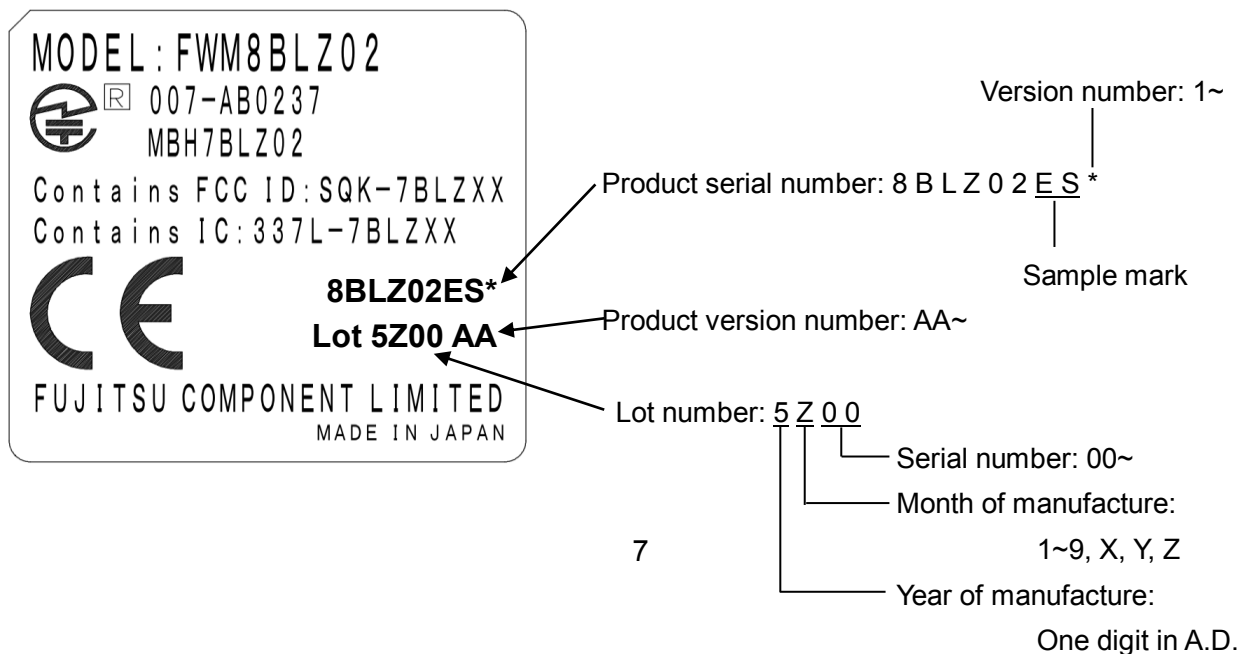 MODEL:FWM8BLZ02
R 007-AB0237
MBH7BLZ02
Contains FCC ID:SQK-7BLZXX
Contains IC:337L-7BLZXX
CE
8BLZ02ES*
Lot 5Z00 AA
FUJITSU COMPONENT LIMITED
MADE IN JAPAN
Version number: 1~
Product serial number: 8 B L Z 0 2 E S *
Sample mark
Product version number: AA~
Lot number: 5 Z 0 0
Serial number: 00~
Month of manufacture:
1~9, X, Y, Z
Year of manufacture:
One digit in A.D.
7